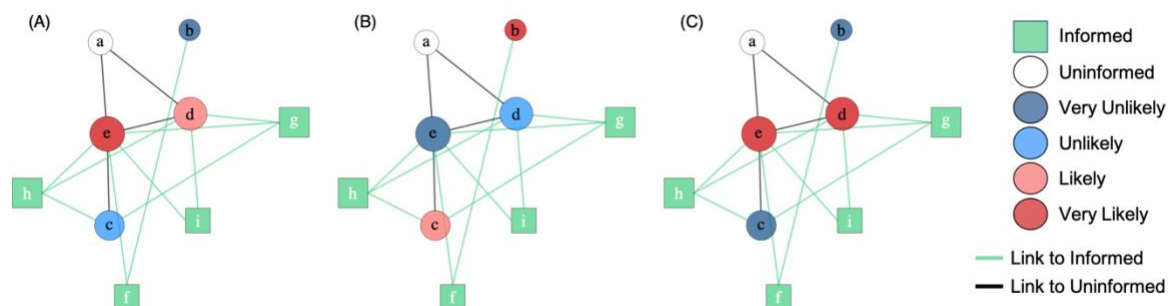 (A)
a
b
d
e
g
h
c
i
f
(B)
a
b
d
e
g
h
c
i
f
(C)
a
b
d
e
g
h
c
i
f
Informed
Uninformed
Very Unlikely
Unlikely
Likely
Very Likely
Link to Informed
Link to Uninformed